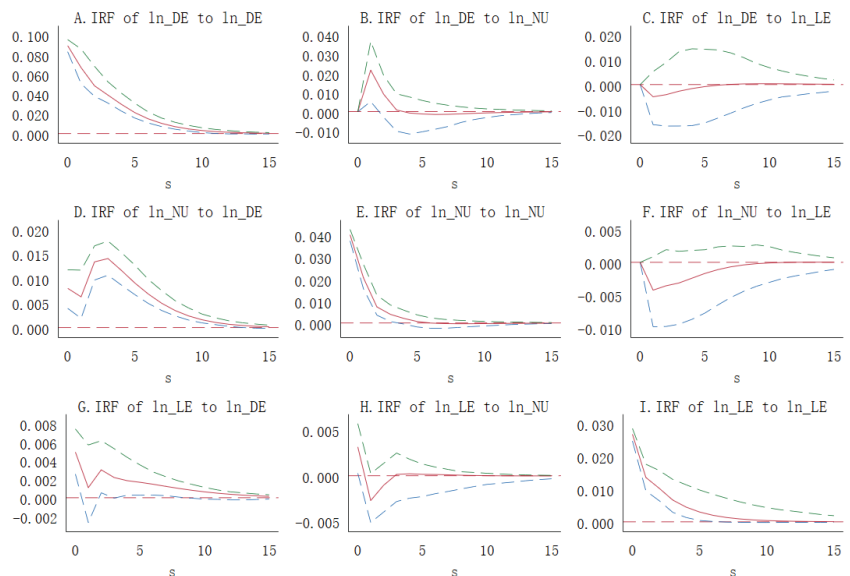 A.IRF of ln_DE to ln_DE
0.100
0.080
0.060
0.040
0.020
0.000
0 5 10 15
s
B.IRF of ln_DE to ln_NU
0.040
0.030
0.020
0.010
0.000
-0.010
0 5 10 15
s
C.IRF of ln_DE to ln_LE
0.020
0.010
0.000
-0.010
-0.020
0 5 10 15
s
D.IRF of ln_NU to ln_DE
0.020
0.015
0.010
0.005
0.000
0 5 10 15
s
E.IRF of ln_NU to ln_NU
0.040
0.030
0.020
0.010
0.000
0 5 10 15
s
F.IRF of ln_NU to ln_LE
0.005
0.000
-0.005
-0.010
0 5 10 15
s
G.IRF of ln_LE to ln_DE
0.008
0.006
0.004
0.002
0.000
-0.002
0 5 10 15
s
H.IRF of ln_LE to ln_NU
0.005
0.000
-0.005
0 5 10 15
s
I.IRF of ln_LE to ln_LE
0.030
0.020
0.010
0.000
0 5 10 15
s